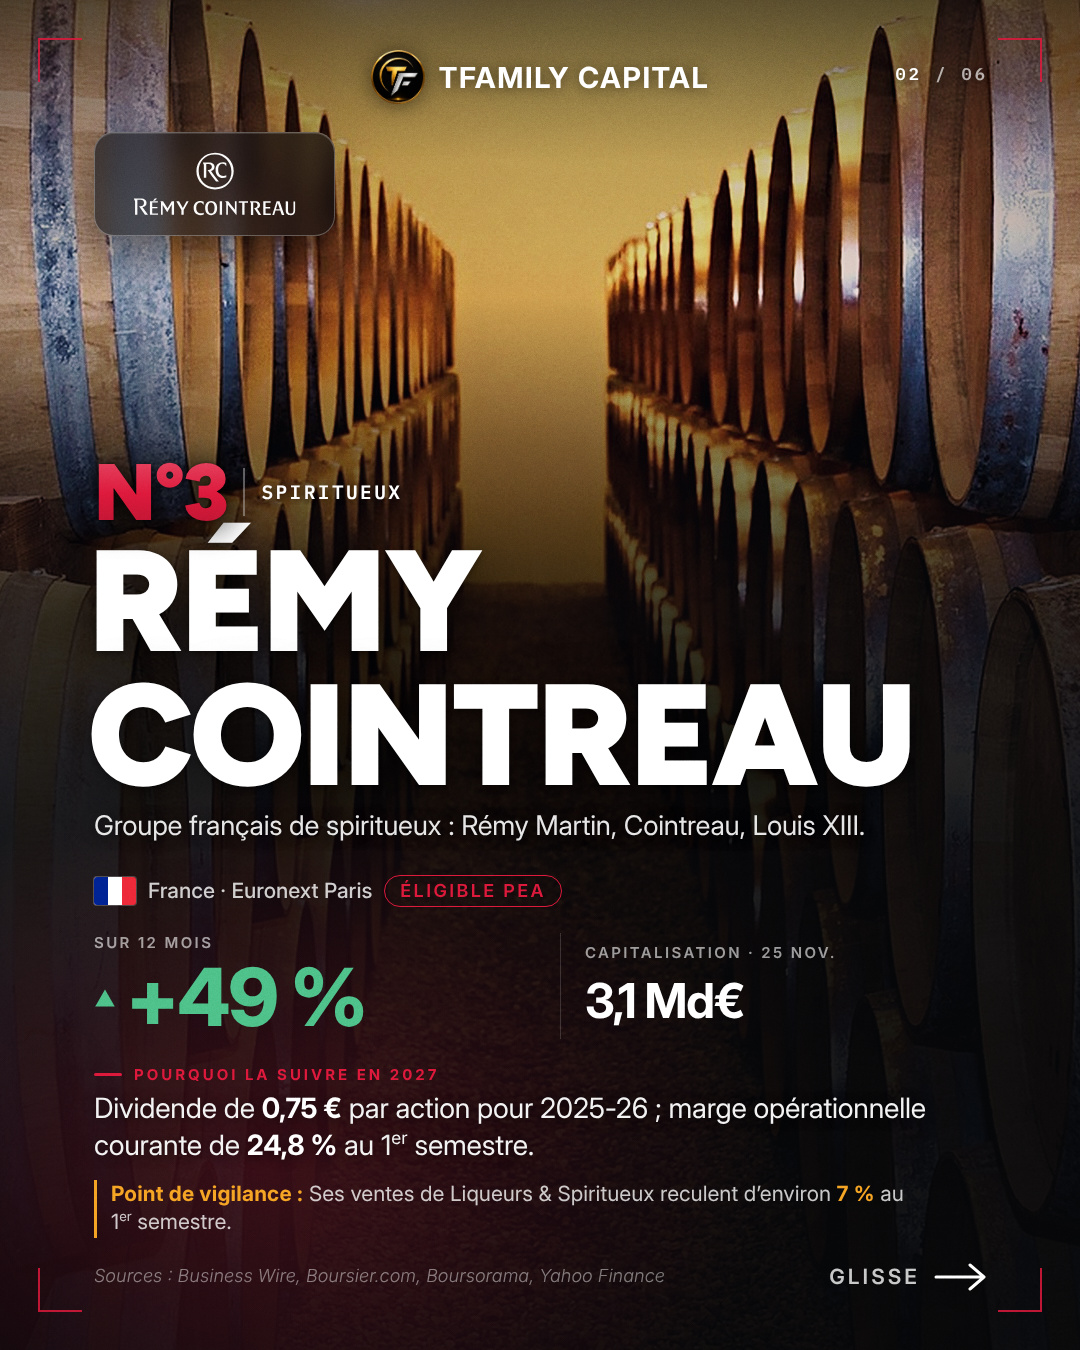 TF TFAMILY CAPITAL
02 / 06
RC
RÉMY COINTREAU
N°3 SPIRITUEUX
RÉMY
COINTREAU
Groupe français de spiritueux : Rémy Martin, Cointreau, Louis XIII.
France · Euronext Paris ÉLIGIBLE PEA
SUR 12 MOIS
+49 %
CAPITALISATION · 25 NOV.
3,1 Md€
POURQUOI LA SUIVRE EN 2027
Dividende de 0,75 € par action pour 2025-26 ; marge opérationnelle
courante de 24,8 % au 1er semestre.
Point de vigilance : Ses ventes de Liqueurs & Spiritueux reculent d’environ 7 % au
1er semestre.
Sources : Business Wire, Boursier.com, Boursorama, Yahoo Finance
GLISSE